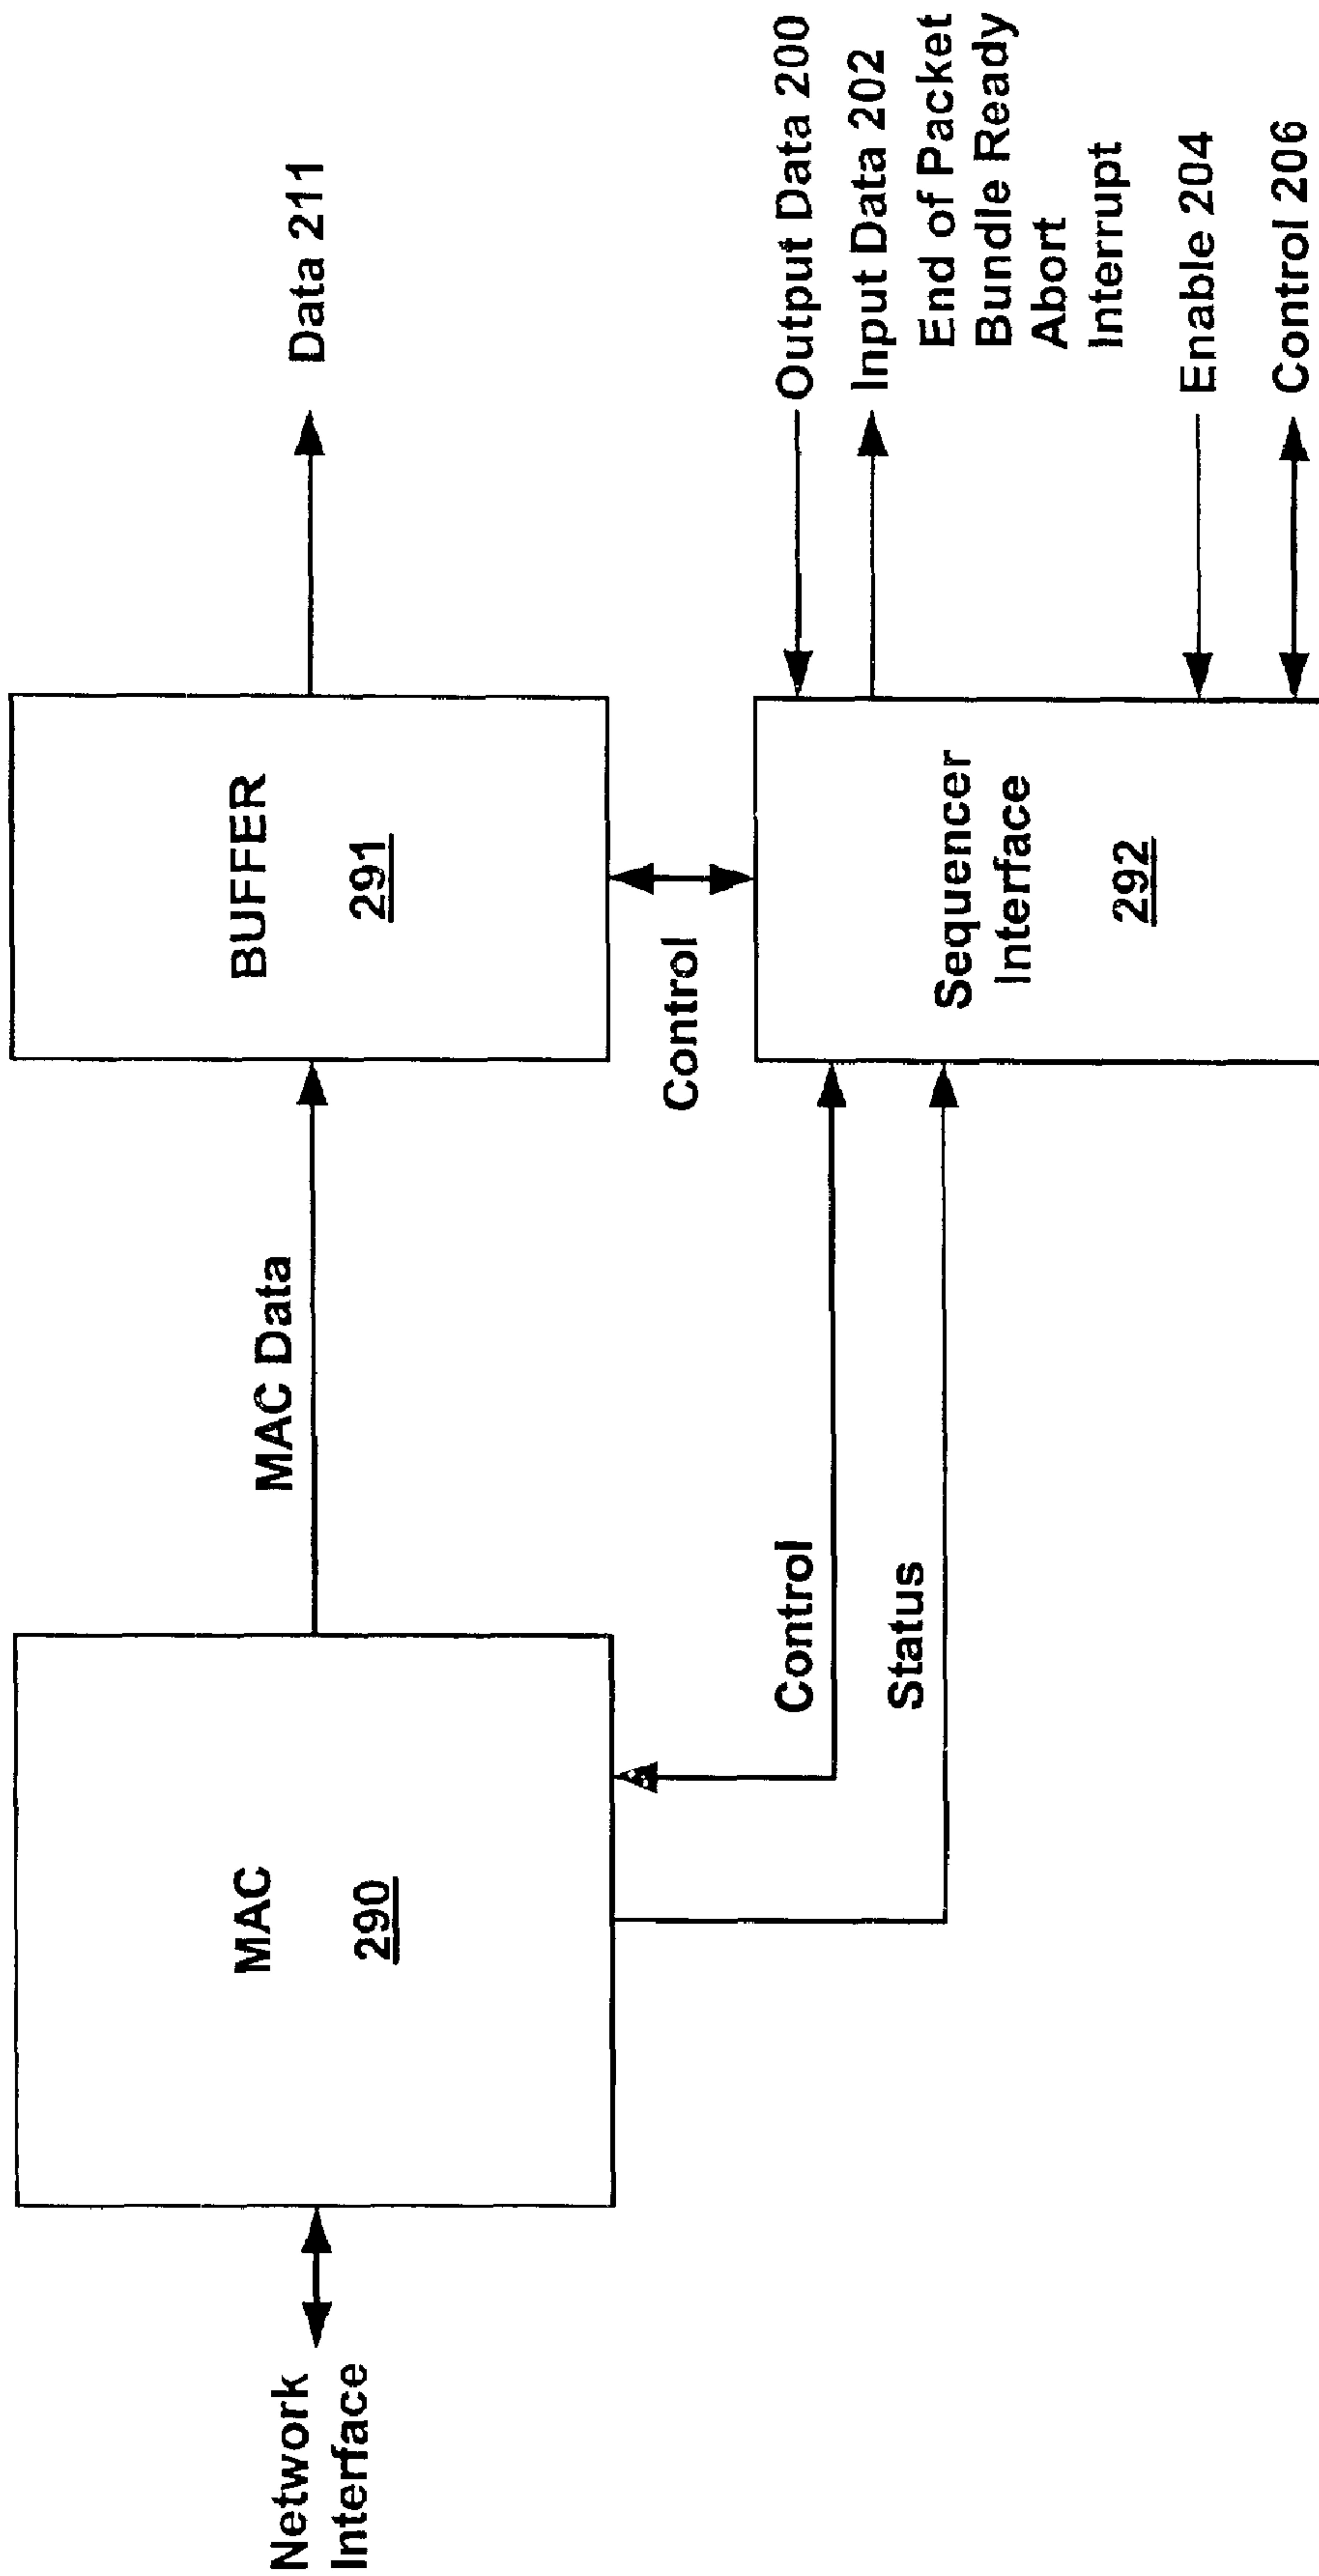 Network
Interface
MAC
290
MAC Data
BUFFER
291
Data 211
Control
Status
Control
Sequencer
Interface
292
Output Data 200
Input Data 202
End of Packet
Bundle Ready
Abort
Interrupt
Enable 204
Control 206